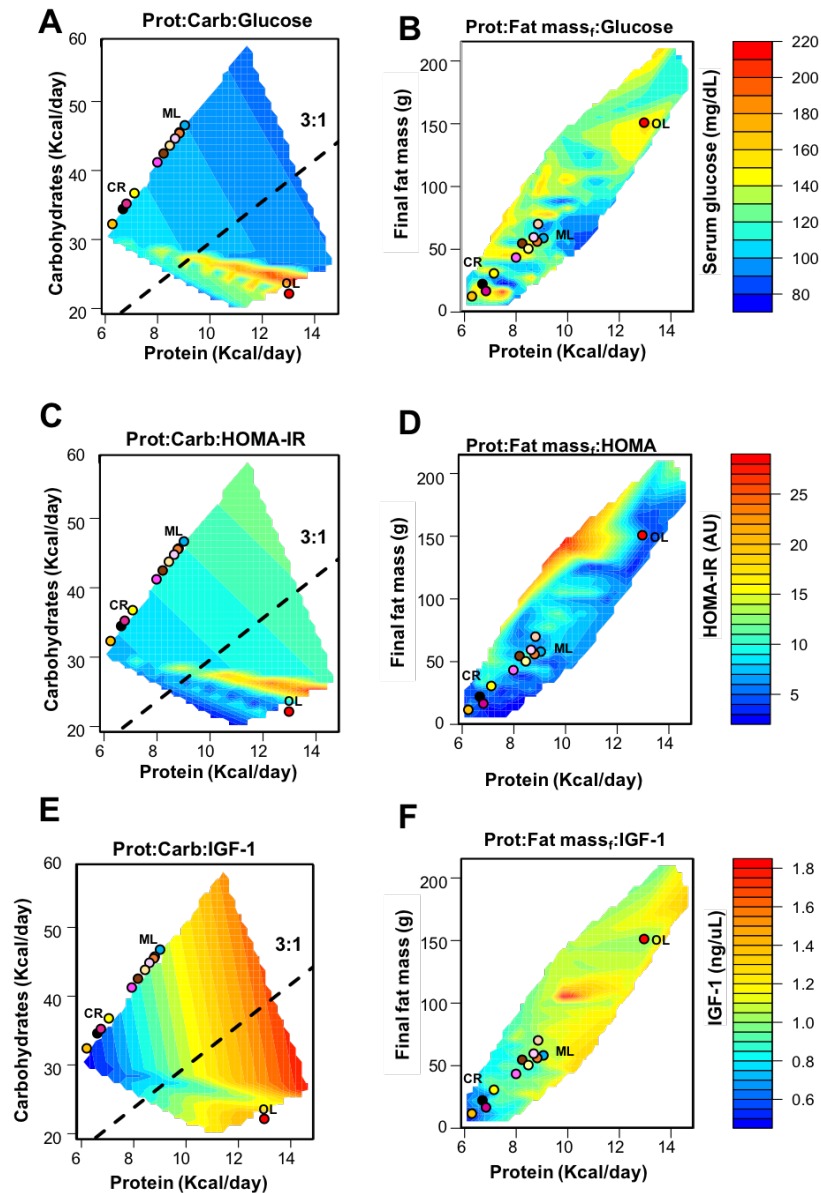 A
Prot:Carb:Glucose
60
50
40
30
20
Carbohydrates (Kcal/day)
ML
CR
3:1
OL
6 8 10 12 14
Protein (Kcal/day)
B
Prot:Fat massf:Glucose
200
150
100
50
0
Final fat mass (g)
OL
ML
CR
6 8 10 12 14
Protein (Kcal/day)
Serum glucose (mg/dL)
220
200
180
160
140
120
100
80
C
Prot:Carb:HOMA-IR
60
50
40
30
20
Carbohydrates (Kcal/day)
ML
CR
3:1
OL
6 8 10 12 14
Protein (Kcal/day)
D
Prot:Fat massf:HOMA
200
150
100
50
0
Final fat mass (g)
OL
ML
CR
6 8 10 12 14
Protein (Kcal/day)
HOMA-IR (AU)
25
20
15
10
5
E
Prot:Carb:IGF-1
60
50
40
30
20
Carbohydrates (Kcal/day)
ML
CR
3:1
OL
6 8 10 12 14
Protein (Kcal/day)
F
Prot:Fat massf:IGF-1
200
150
100
50
0
Final fat mass (g)
OL
ML
CR
6 8 10 12 14
Protein (Kcal/day)
IGF-1 (ng/uL)
1.8
1.6
1.4
1.2
1.0
0.8
0.6